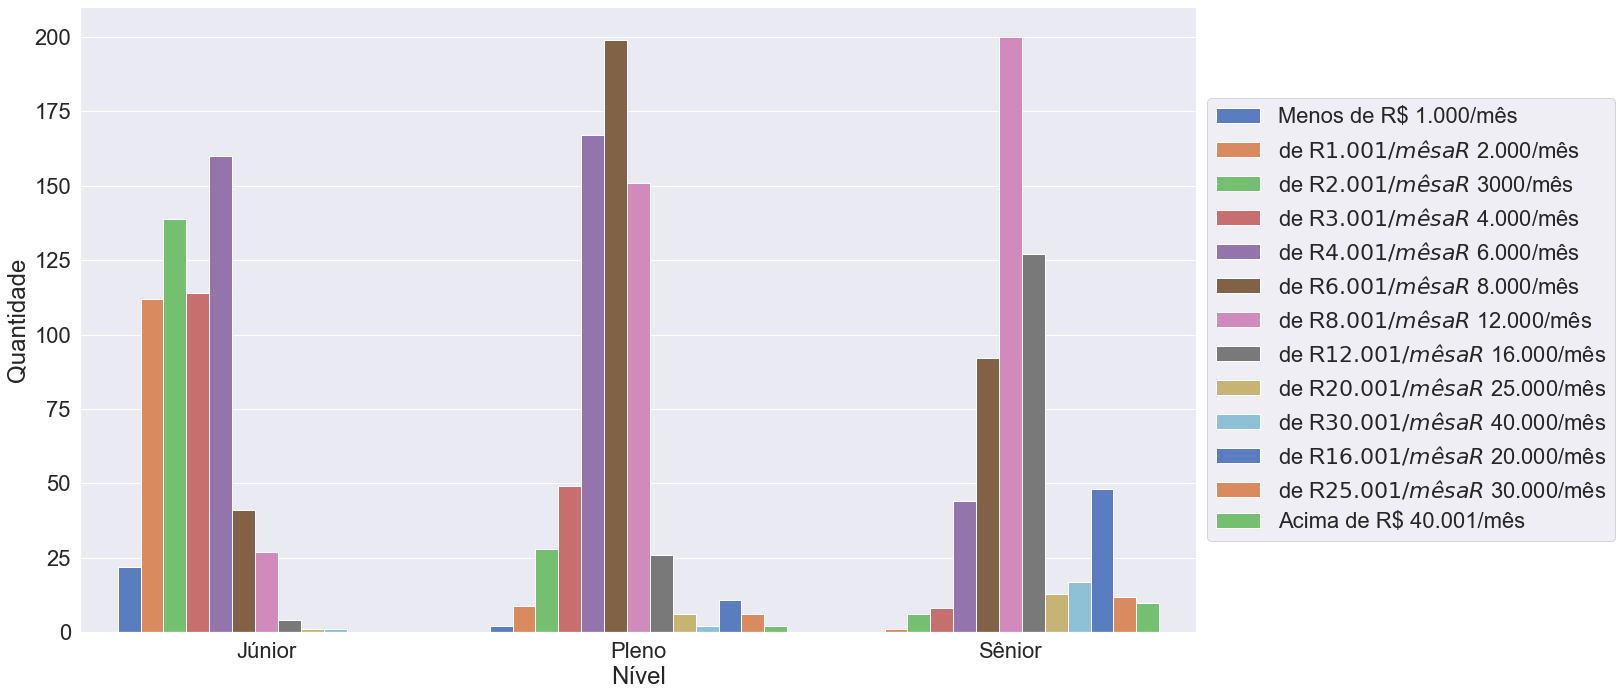 200
175
150
125
100
75
50
25
0
Quantidade
Júnior
Pleno
Sênior
Nível
Menos de R$ 1.000/mês
de R1.001/mêsaR 2.000/mês
de R2.001/mêsaR 3000/mês
de R3.001/mêsaR 4.000/mês
de R4.001/mêsaR 6.000/mês
de R6.001/mêsaR 8.000/mês
de R8.001/mêsaR 12.000/mês
de R12.001/mêsaR 16.000/mês
de R20.001/mêsaR 25.000/mês
de R30.001/mêsaR 40.000/mês
de R16.001/mêsaR 20.000/mês
de R25.001/mêsaR 30.000/mês
Acima de R$ 40.001/mês